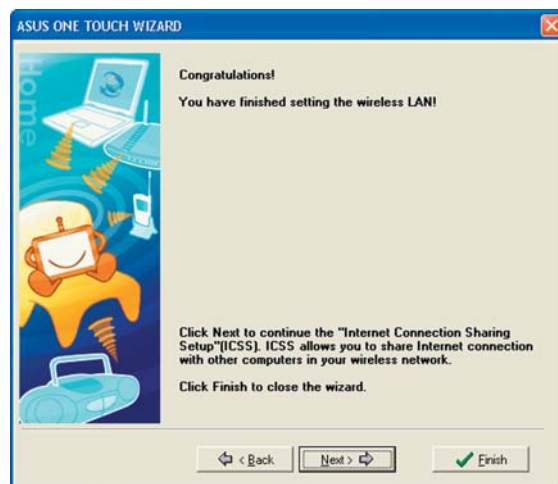 ASUS ONE TOUCH WIZARD
Home
Congratulations!
You have finished setting the wireless LAN!
Click Next to continue the "Internet Connection Sharing
Setup"(ICSS). ICSS allows you to share Internet connection
with other computers in your wireless network.
Click Finish to close the wizard.
< Back
Next >
Finish